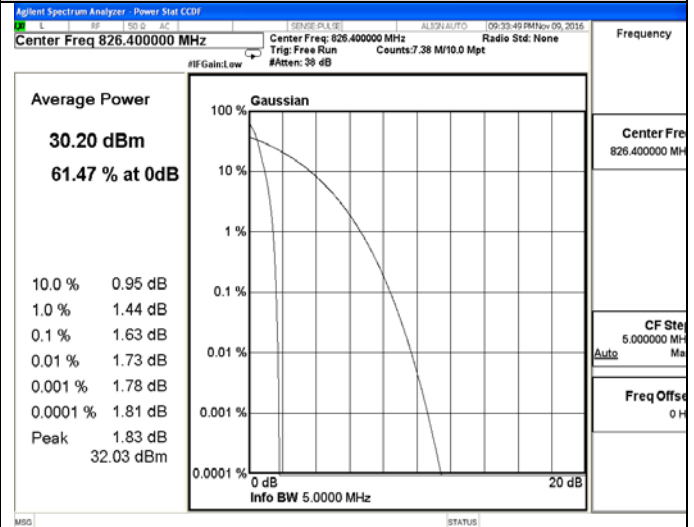 Agilent Spectrum Analyzer - Power Stat CCDF
L RF 50 Ω AC SENSE:PULSE ALIGN AUTO 09:33:49 PM Nov 09, 2016
Center Freq 826.400000 MHz
Center Freq: 826.400000 MHz Radio Std: None
Trig: Free Run Counts:7.38 M/10.0 Mpt
#IFGain:Low #Atten: 38 dB
Frequency
Average Power
30.20 dBm
61.47 % at 0dB
10.0 % 0.95 dB
1.0 % 1.44 dB
0.1 % 1.63 dB
0.01 % 1.73 dB
0.001 % 1.78 dB
0.0001 % 1.81 dB
Peak 1.83 dB
32.03 dBm
Gaussian
100 %
10 %
1 %
0.1 %
0.01 %
0.001 %
0.0001 %
0 dB 20 dB
Info BW 5.0000 MHz
Center Fre
826.400000 MH
CF Ste
5.000000 MH
Auto Ma
Freq Offse
0 H
MSG STATUS